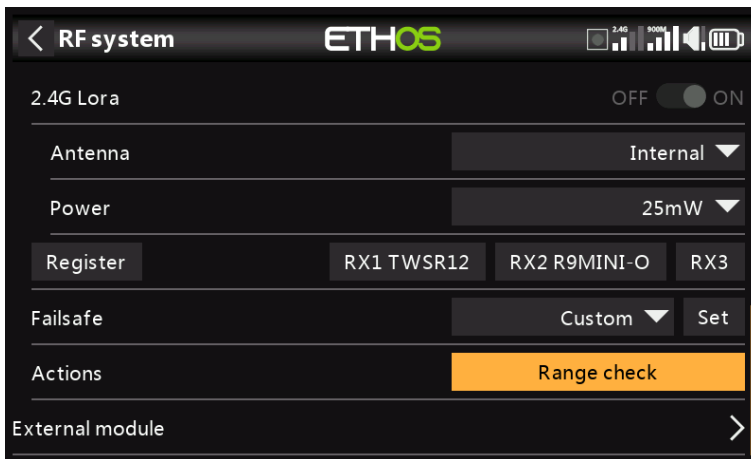 RF system ETHOS 2.4G 900M
2.4G Lora OFF ON
Antenna Internal
Power 25mW
Register RX1 TWSR12 RX2 R9MINI-O RX3
Failsafe Custom Set
Actions Range check
External module